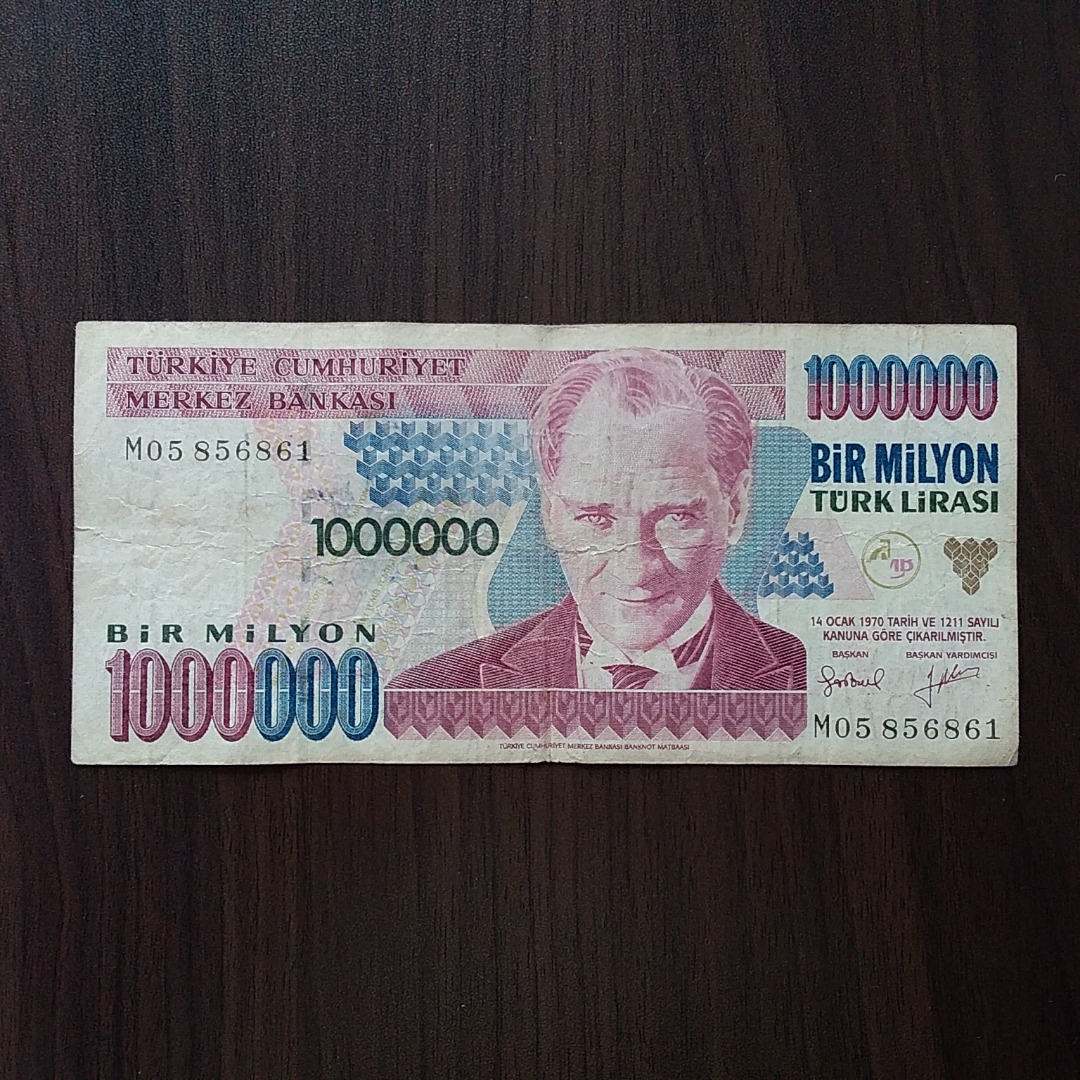 TÜRKİYE CUMHURİYET
MERKEZ BANKASI
M05 856861
1000000
BİR MİLYON
1000000
1000000
BİR MİLYON
TÜRK LİRASI
14 OCAK 1970 TARİH VE 1211 SAYILI
KANUNA GÖRE ÇIKARILMIŞTIR.
BAŞKAN BAŞKAN YARDIMCISI
M05 856861
TÜRKİYE CUMHURİYET MERKEZ BANKASI BANKNOT MATBAASI